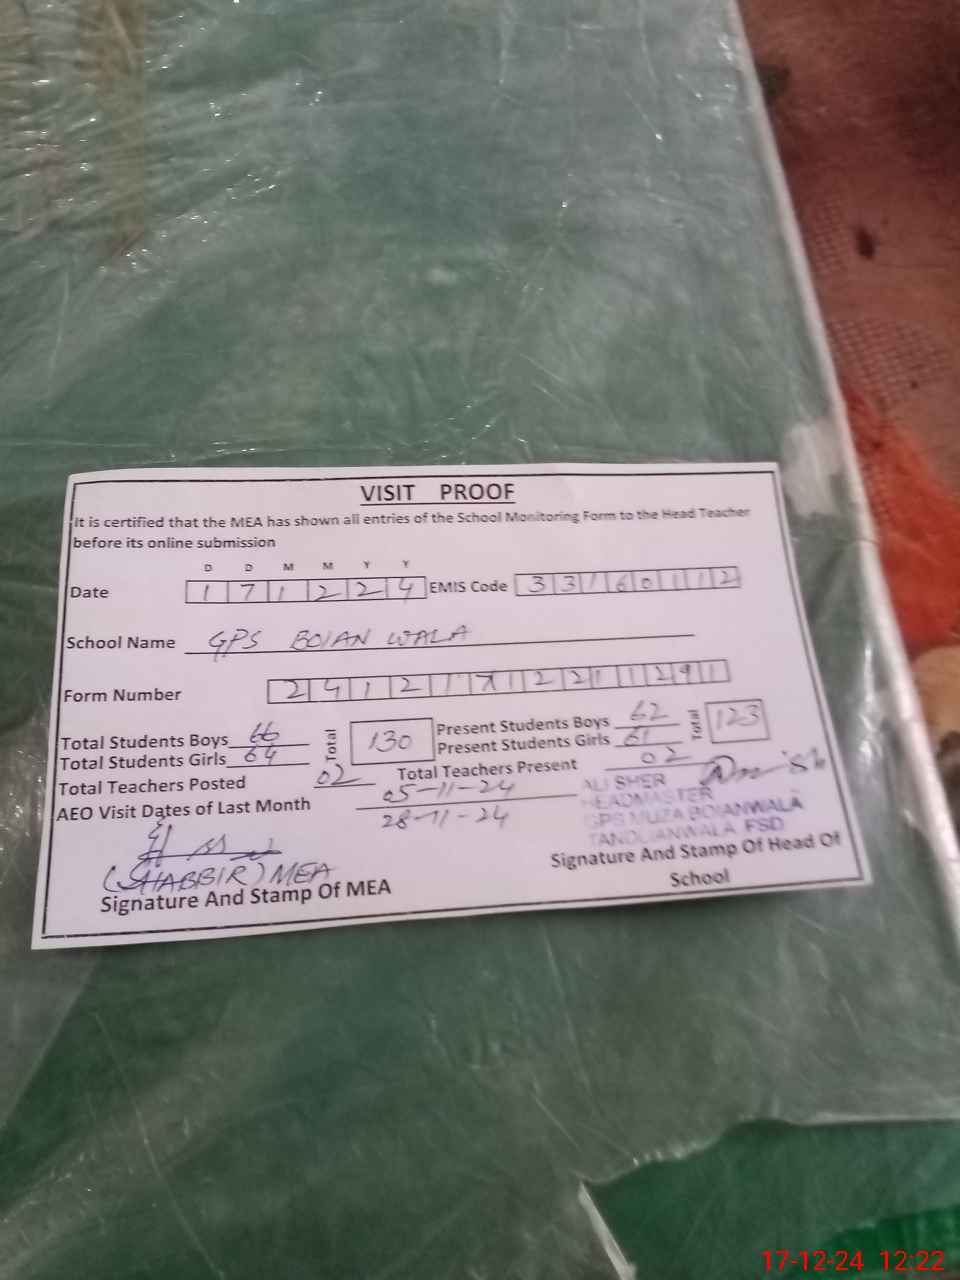 VISIT PROOF
It is certified that the MEA has shown all entries of the School Monitoring Form to the Head Teacher
before its online submission
D D M M Y Y
Date 1 7 1 2 2 4 EMIS Code 3 3 1 6 0 1 1 2
School Name GPS BOIAN WALA
Form Number 2 4 1 2 1 7 1 2 2 1 1 2 9 1
Total Students Boys 66 Total 130 Present Students Boys 62 Total 123
Total Students Girls 64 Present Students Girls 61
Total Teachers Posted 02 Total Teachers Present 02
AEO Visit Dates of Last Month 05-11-24
28-11-24
ALI SHER
HEADMASTER
GPS MUZA BOIANWALA
TANDLIANWALA FSD
(SHABBIR) MEA
Signature And Stamp Of MEA
Signature And Stamp Of Head Of
School
17-12-24 12:22